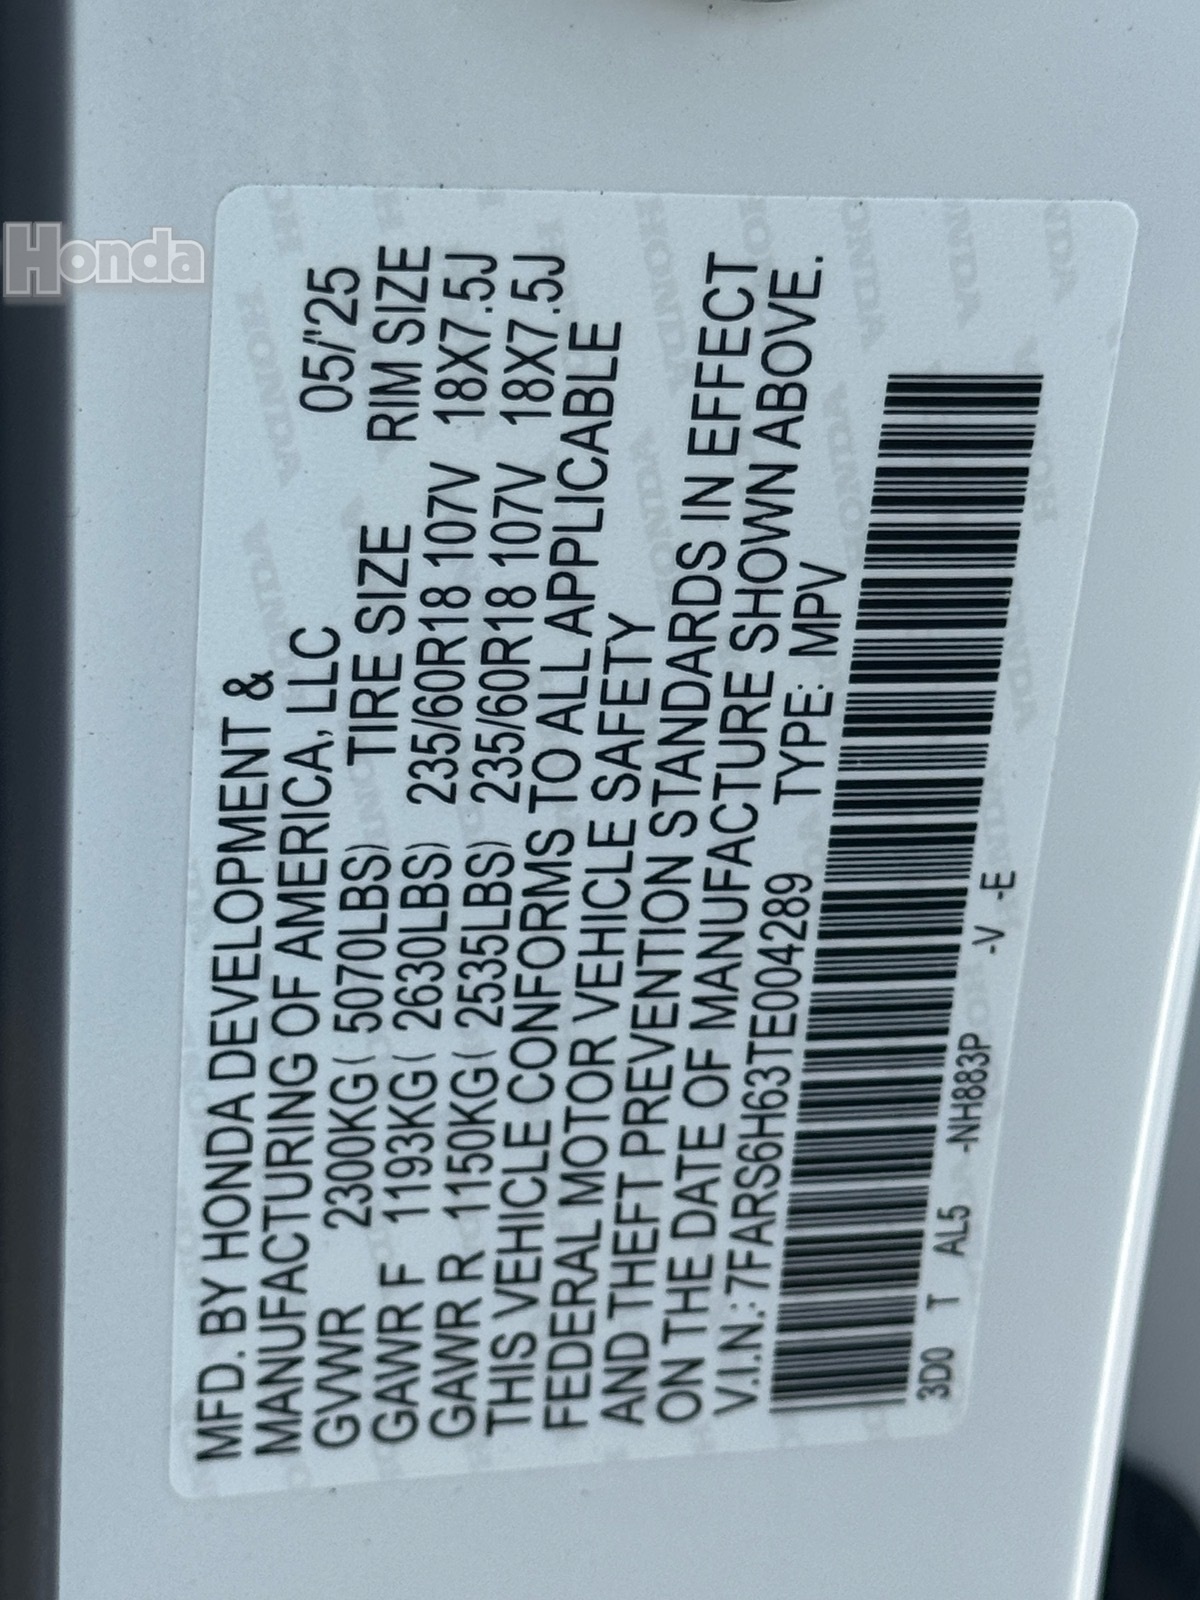 Honda
MFD. BY HONDA DEVELOPMENT &
MANUFACTURING OF AMERICA, LLC 05/'25
GVWR 2300KG( 5070LBS) TIRE SIZE RIM SIZE
GAWR F 1193KG( 2630LBS) 235/60R18 107V 18X7.5J
GAWR R 1150KG( 2535LBS) 235/60R18 107V 18X7.5J
THIS VEHICLE CONFORMS TO ALL APPLICABLE
FEDERAL MOTOR VEHICLE SAFETY
AND THEFT PREVENTION STANDARDS IN EFFECT
ON THE DATE OF MANUFACTURE SHOWN ABOVE.
V.I.N.: 7FARS6H63TE004289 TYPE: MPV
3D0 T AL5 -NH883P -V -E